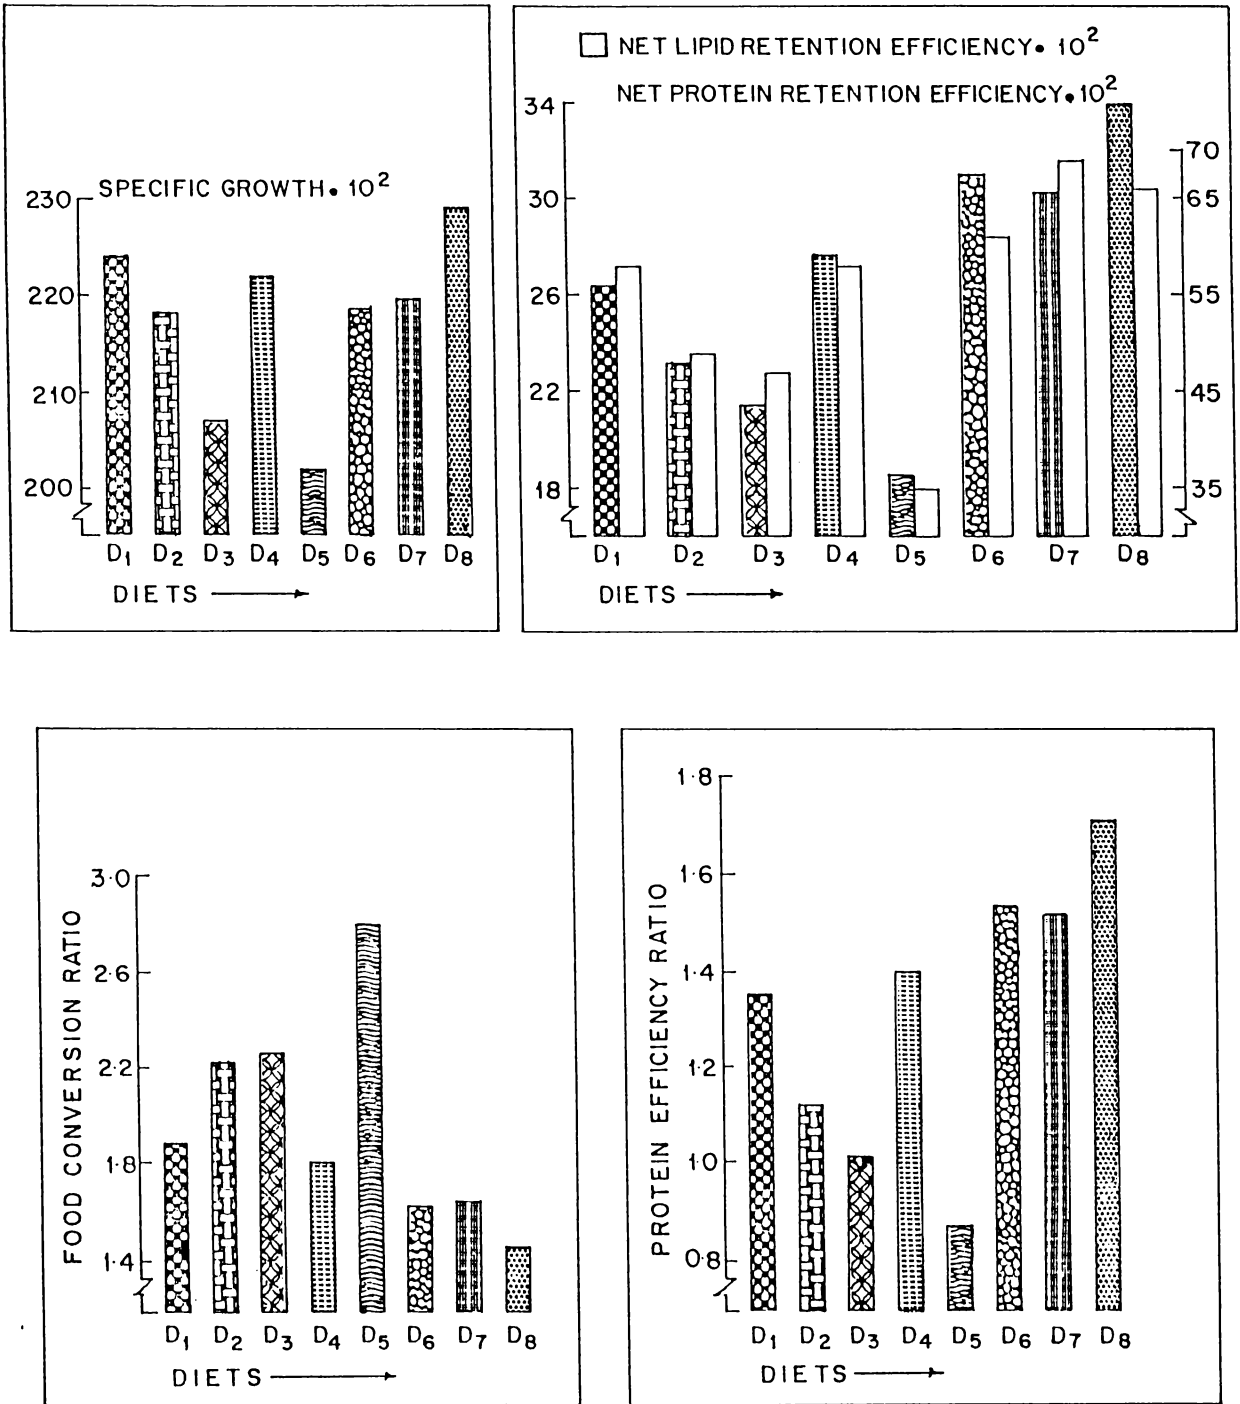 SPECIFIC GROWTH • 10²
230
220
210
200
D1 D2 D3 D4 D5 D6 D7 D8
DIETS
NET LIPID RETENTION EFFICIENCY • 10²
NET PROTEIN RETENTION EFFICIENCY • 10²
34
30
26
22
18
70
65
55
45
35
D1 D2 D3 D4 D5 D6 D7 D8
DIETS
FOOD CONVERSION RATIO
3·0
2·6
2·2
1·8
1·4
D1 D2 D3 D4 D5 D6 D7 D8
DIETS
PROTEIN EFFICIENCY RATIO
1·8
1·6
1·4
1·2
1·0
0·8
D1 D2 D3 D4 D5 D6 D7 D8
DIETS